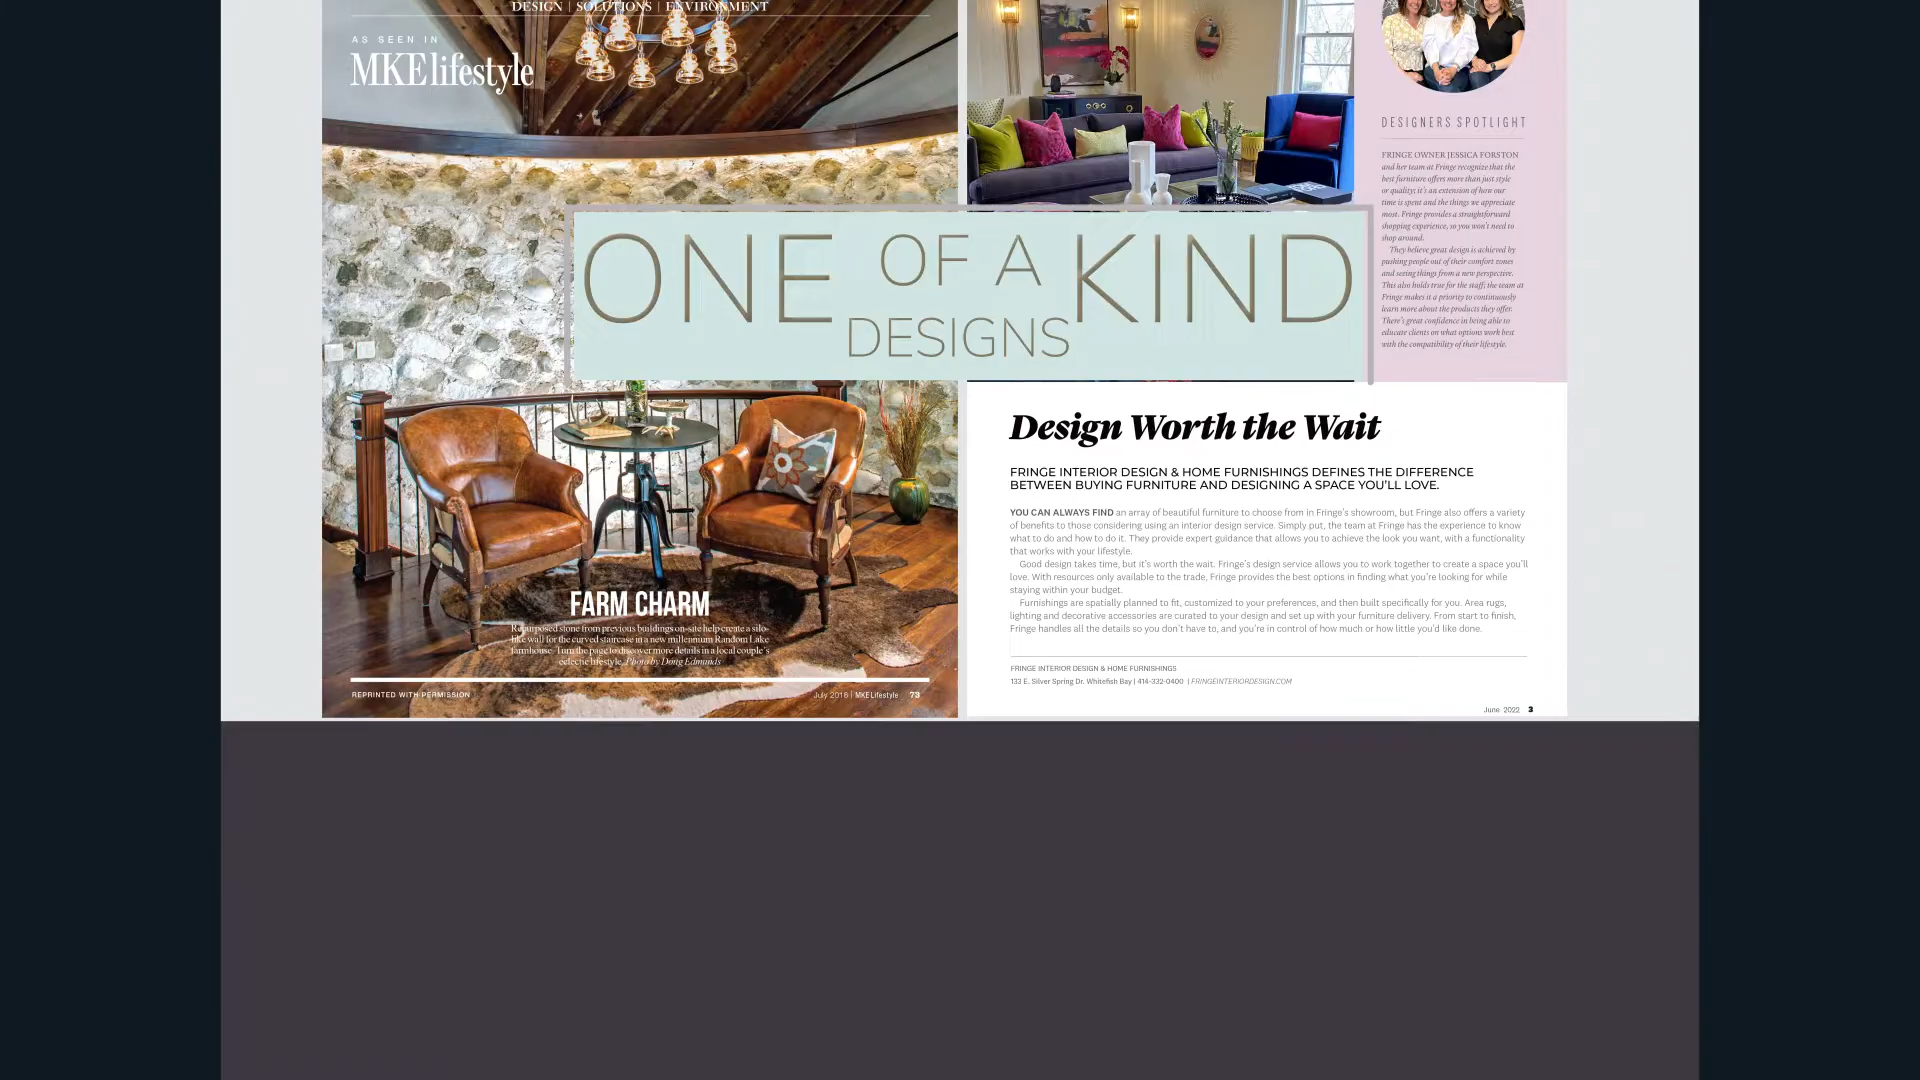 DESIGN | SOLUTIONS | ENVIRONMENT
AS SEEN IN
MKElifestyle
DESIGNERS SPOTLIGHT
FRINGE OWNER JESSICA FORSTON
and her team at Fringe recognize that the
best furniture offers more than just style
or quality; it's an extension of how our
time is spent and the things we appreciate
most. Fringe provides a straightforward
shopping experience, so you won't need to
shop around.
They believe great design is achieved by
pushing people out of their comfort zones
and seeing things from a new perspective.
This also holds true for the staff; the team at
Fringe makes it a priority to continuously
learn more about the products they offer.
There's great confidence in being able to
educate clients on what options work best
with the compatibility of their lifestyle.
ONE OF A KIND
DESIGNS
Design Worth the Wait
FRINGE INTERIOR DESIGN & HOME FURNISHINGS DEFINES THE DIFFERENCE
BETWEEN BUYING FURNITURE AND DESIGNING A SPACE YOU'LL LOVE.
YOU CAN ALWAYS FIND an array of beautiful furniture to choose from in Fringe's showroom, but Fringe also offers a variety
of benefits to those considering using an interior design service. Simply put, the team at Fringe has the experience to know
what to do and how to do it. They provide expert guidance that allows you to achieve the look you want, with a functionality
that works with your lifestyle.
Good design takes time, but it's worth the wait. Fringe's design service allows you to work together to create a space you'll
love. With resources only available to the trade, Fringe provides the best options in finding what you're looking for while
staying within your budget.
Furnishings are spatially planned to fit, customized to your preferences, and then built specifically for you. Area rugs,
lighting and decorative accessories are curated to your design and set up with your furniture delivery. From start to finish,
Fringe handles all the details so you don't have to, and you're in control of how much or how little you'd like done.
FRINGE INTERIOR DESIGN & HOME FURNISHINGS
133 E. Silver Spring Dr. Whitefish Bay | 414-332-0400 | FRINGEINTERIORDESIGN.COM
June 2022 3
FARM CHARM
Repurposed stone from previous buildings on-site help create a silo-
like wall for the curved staircase in a new millennium Random Lake
farmhouse. Turn the page to discover more details in a local couple's
eclectic lifestyle. Photo by Doug Edmunds
REPRINTED WITH PERMISSION
July 2018 | MKELifestyle 73